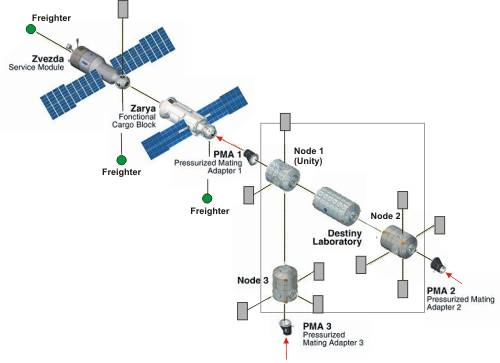 Freighter
Zvezda
Service Module
Zarya
Fonctional
Cargo Block
Freighter
PMA 1
Pressurized Mating
Adapter 1
Freighter
Node 1
(Unity)
Destiny
Laboratory
Node 2
PMA 2
Pressurized Mating
Adapter 2
Node 3
PMA 3
Pressurized
Mating Adapter 3